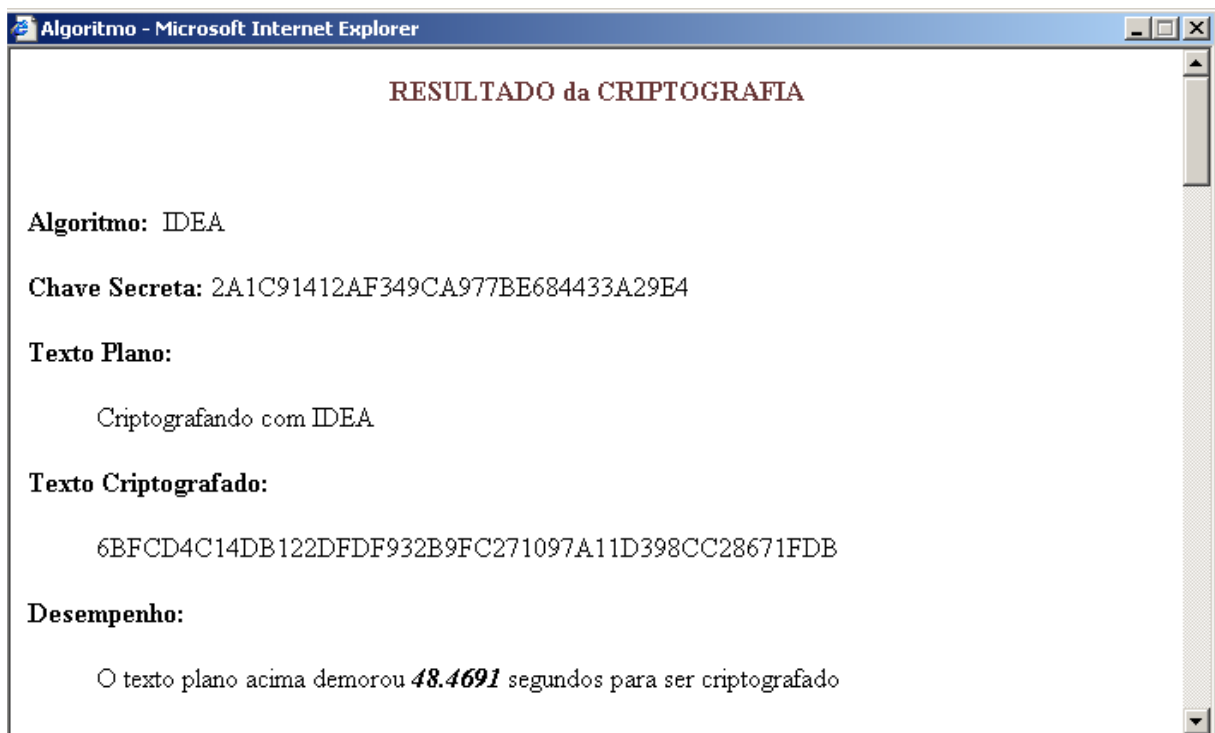 Algoritmo - Microsoft Internet Explorer
RESULTADO da CRIPTOGRAFIA
Algoritmo: IDEA
Chave Secreta: 2A1C91412AF349CA977BE684433A29E4
Texto Plano:
Criptografando com IDEA
Texto Criptografado:
6BFCD4C14DB122DFDF932B9FC271097A11D398CC28671FDB
Desempenho:
O texto plano acima demorou 48.4691 segundos para ser criptografado